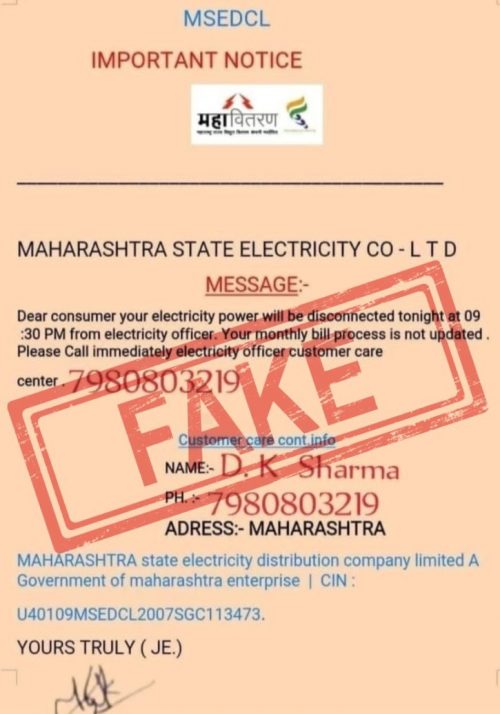 MSEDCL
IMPORTANT NOTICE
महावितरण
MAHARASHTRA STATE ELECTRICITY CO - L T D
MESSAGE:-
Dear consumer your electricity power will be disconnected tonight at 09
:30 PM from electricity officer. Your monthly bill process is not updated .
Please Call immediately electricity officer customer care
center . 7980803219
FAKE
Customer care cont.info
NAME:- D. K Sharma
PH. :- 7980803219
ADRESS:- MAHARASHTRA
MAHARASHTRA state electricity distribution company limited A
Government of maharashtra enterprise | CIN :
U40109MSEDCL2007SGC113473.
YOURS TRULY ( JE.)